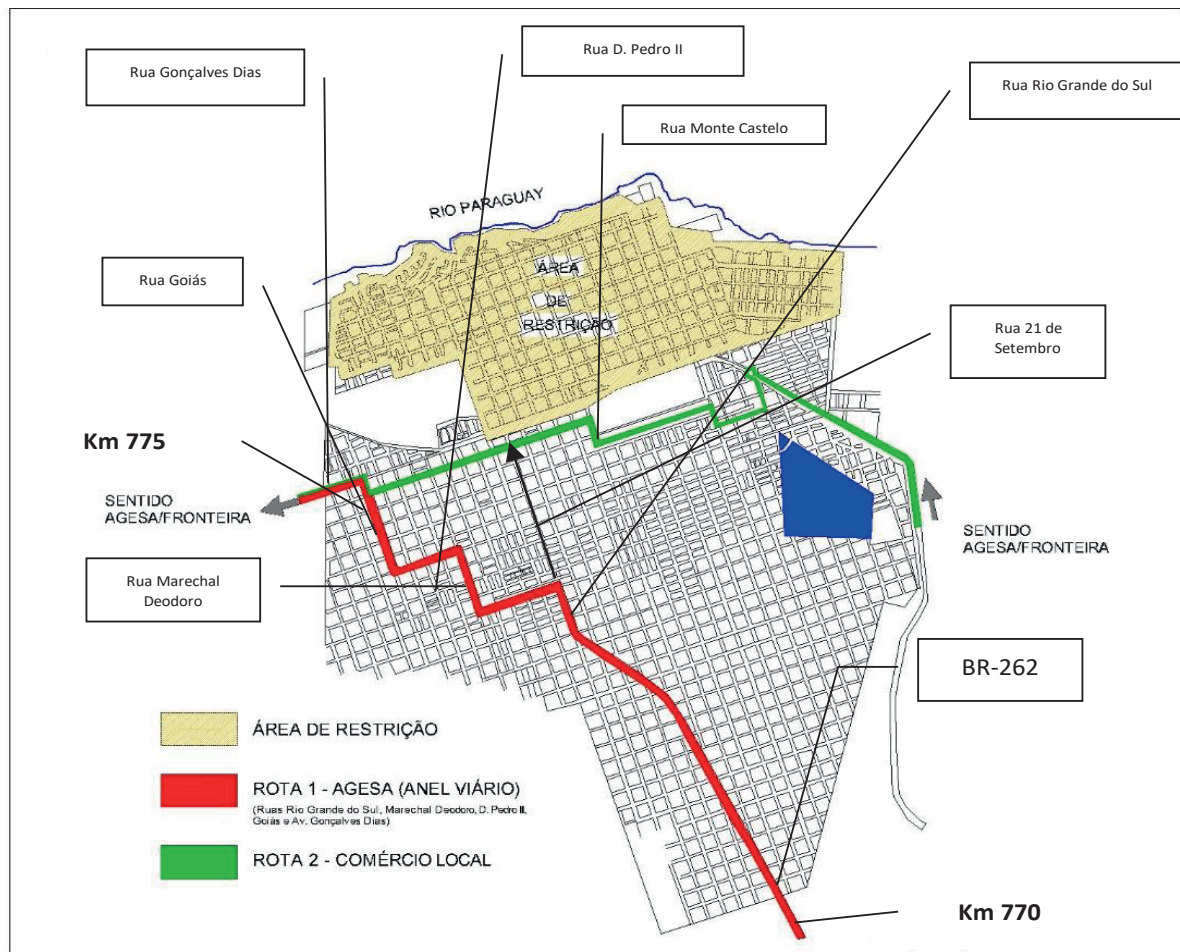 Rua Gonçalves Dias
Rua D. Pedro II
Rua Rio Grande do Sul
Rua Monte Castelo
RIO PARAGUAY
Rua Goiás
ÁREA
DE
RESTRIÇÃO
Rua 21 de
Setembro
Km 775
SENTIDO
AGESA/FRONTEIRA
SENTIDO
AGESA/FRONTEIRA
Rua Marechal
Deodoro
BR-262
ÁREA DE RESTRIÇÃO
ROTA 1 - AGESA (ANEL VIÁRIO)
(Ruas Rio Grande do Sul, Marechal Deodoro, D. Pedro II,
Goiás e Av. Gonçalves Dias)
ROTA 2 - COMÉRCIO LOCAL
Km 770